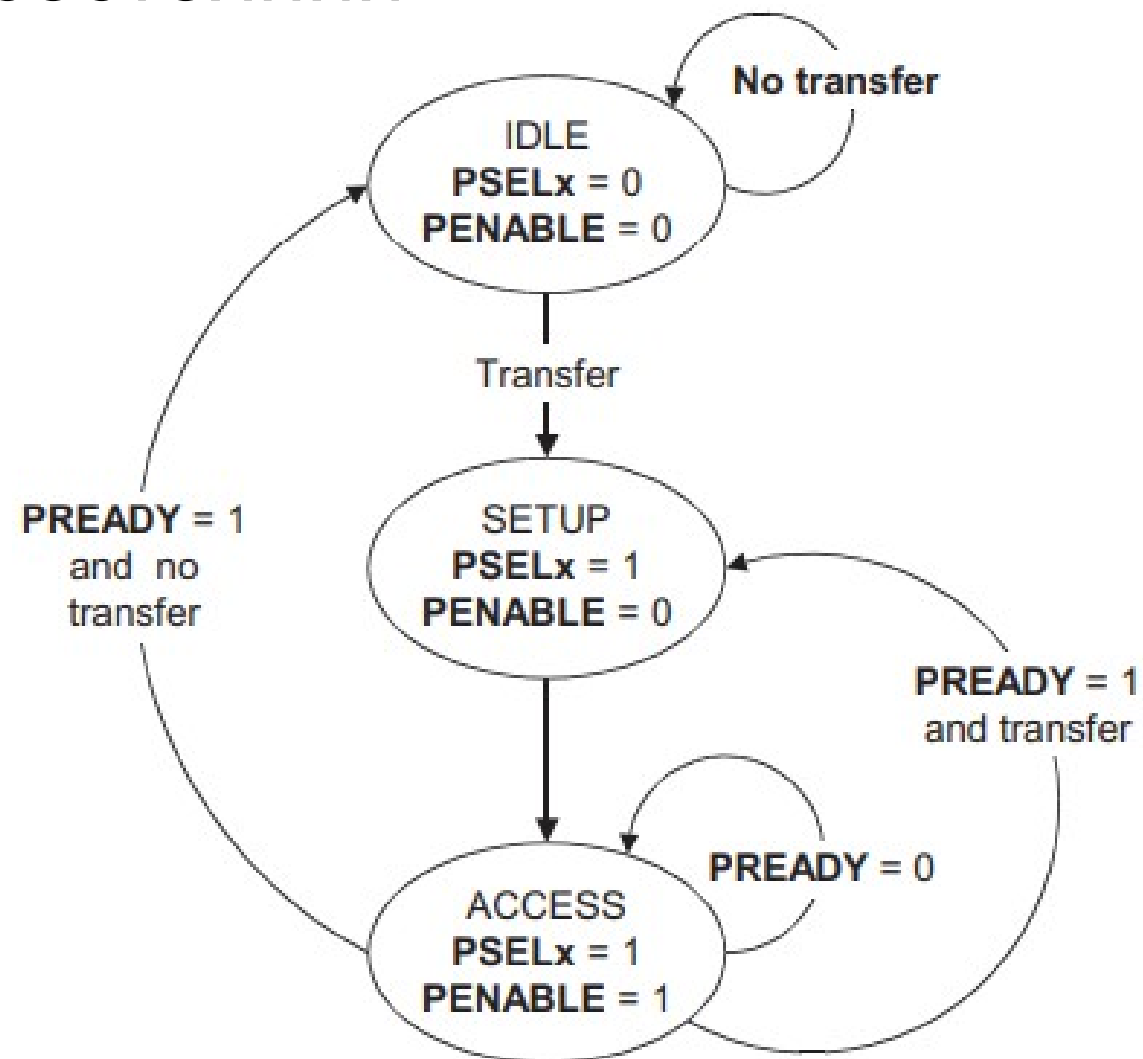 No transfer
IDLE
PSELx = 0
PENABLE = 0
Transfer
PREADY = 1
and no
transfer
SETUP
PSELx = 1
PENABLE = 0
PREADY = 1
and transfer
PREADY = 0
ACCESS
PSELx = 1
PENABLE = 1